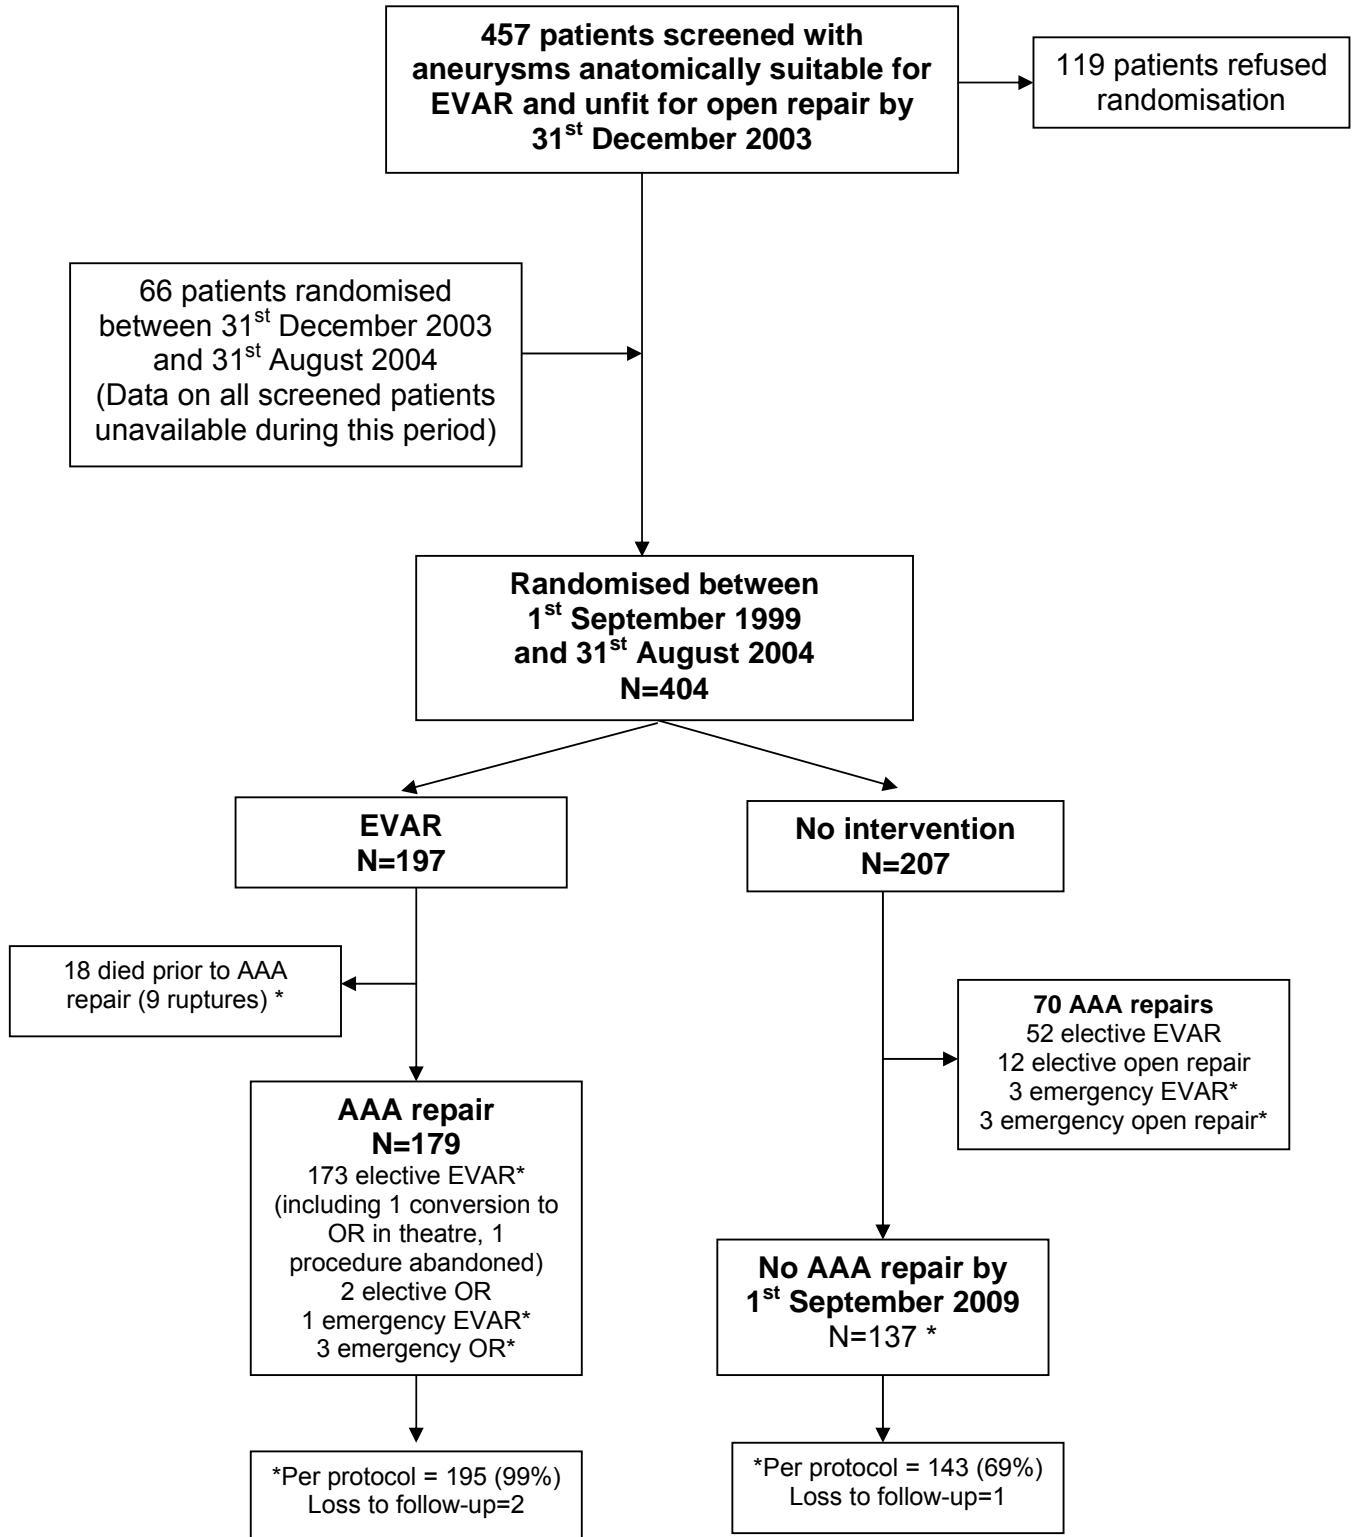 457 patients screened with
aneurysms anatomically suitable for
EVAR and unfit for open repair by
31st December 2003
119 patients refused
randomisation
66 patients randomised
between 31st December 2003
and 31st August 2004
(Data on all screened patients
unavailable during this period)
Randomised between
1st September 1999
and 31st August 2004
N=404
EVAR
N=197
No intervention
N=207
18 died prior to AAA
repair (9 ruptures) *
70 AAA repairs
52 elective EVAR
12 elective open repair
3 emergency EVAR*
3 emergency open repair*
AAA repair
N=179
173 elective EVAR*
(including 1 conversion to
OR in theatre, 1
procedure abandoned)
2 elective OR
1 emergency EVAR*
3 emergency OR*
No AAA repair by
1st September 2009
N=137 *
*Per protocol = 195 (99%)
Loss to follow-up=2
*Per protocol = 143 (69%)
Loss to follow-up=1